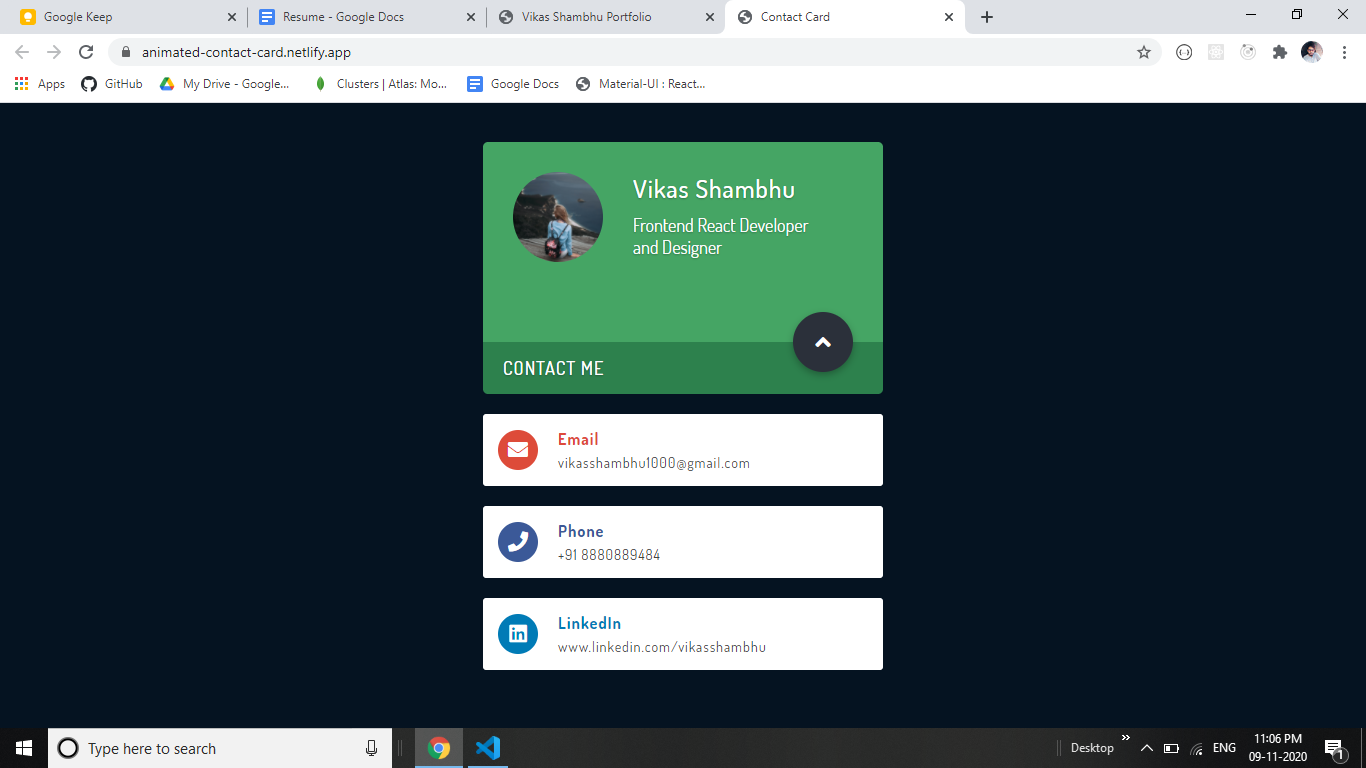 Google Keep
Resume - Google Docs
Vikas Shambhu Portfolio
Contact Card
animated-contact-card.netlify.app
Apps
GitHub
My Drive - Google...
Clusters | Atlas: Mo...
Google Docs
Material-UI : React...
Vikas Shambhu
Frontend React Developer
and Designer
CONTACT ME
Email
vikasshambhu1000@gmail.com
Phone
+91 8880889484
LinkedIn
www.linkedin.com/vikasshambhu
Type here to search
Desktop
ENG
11:06 PM
09-11-2020
1